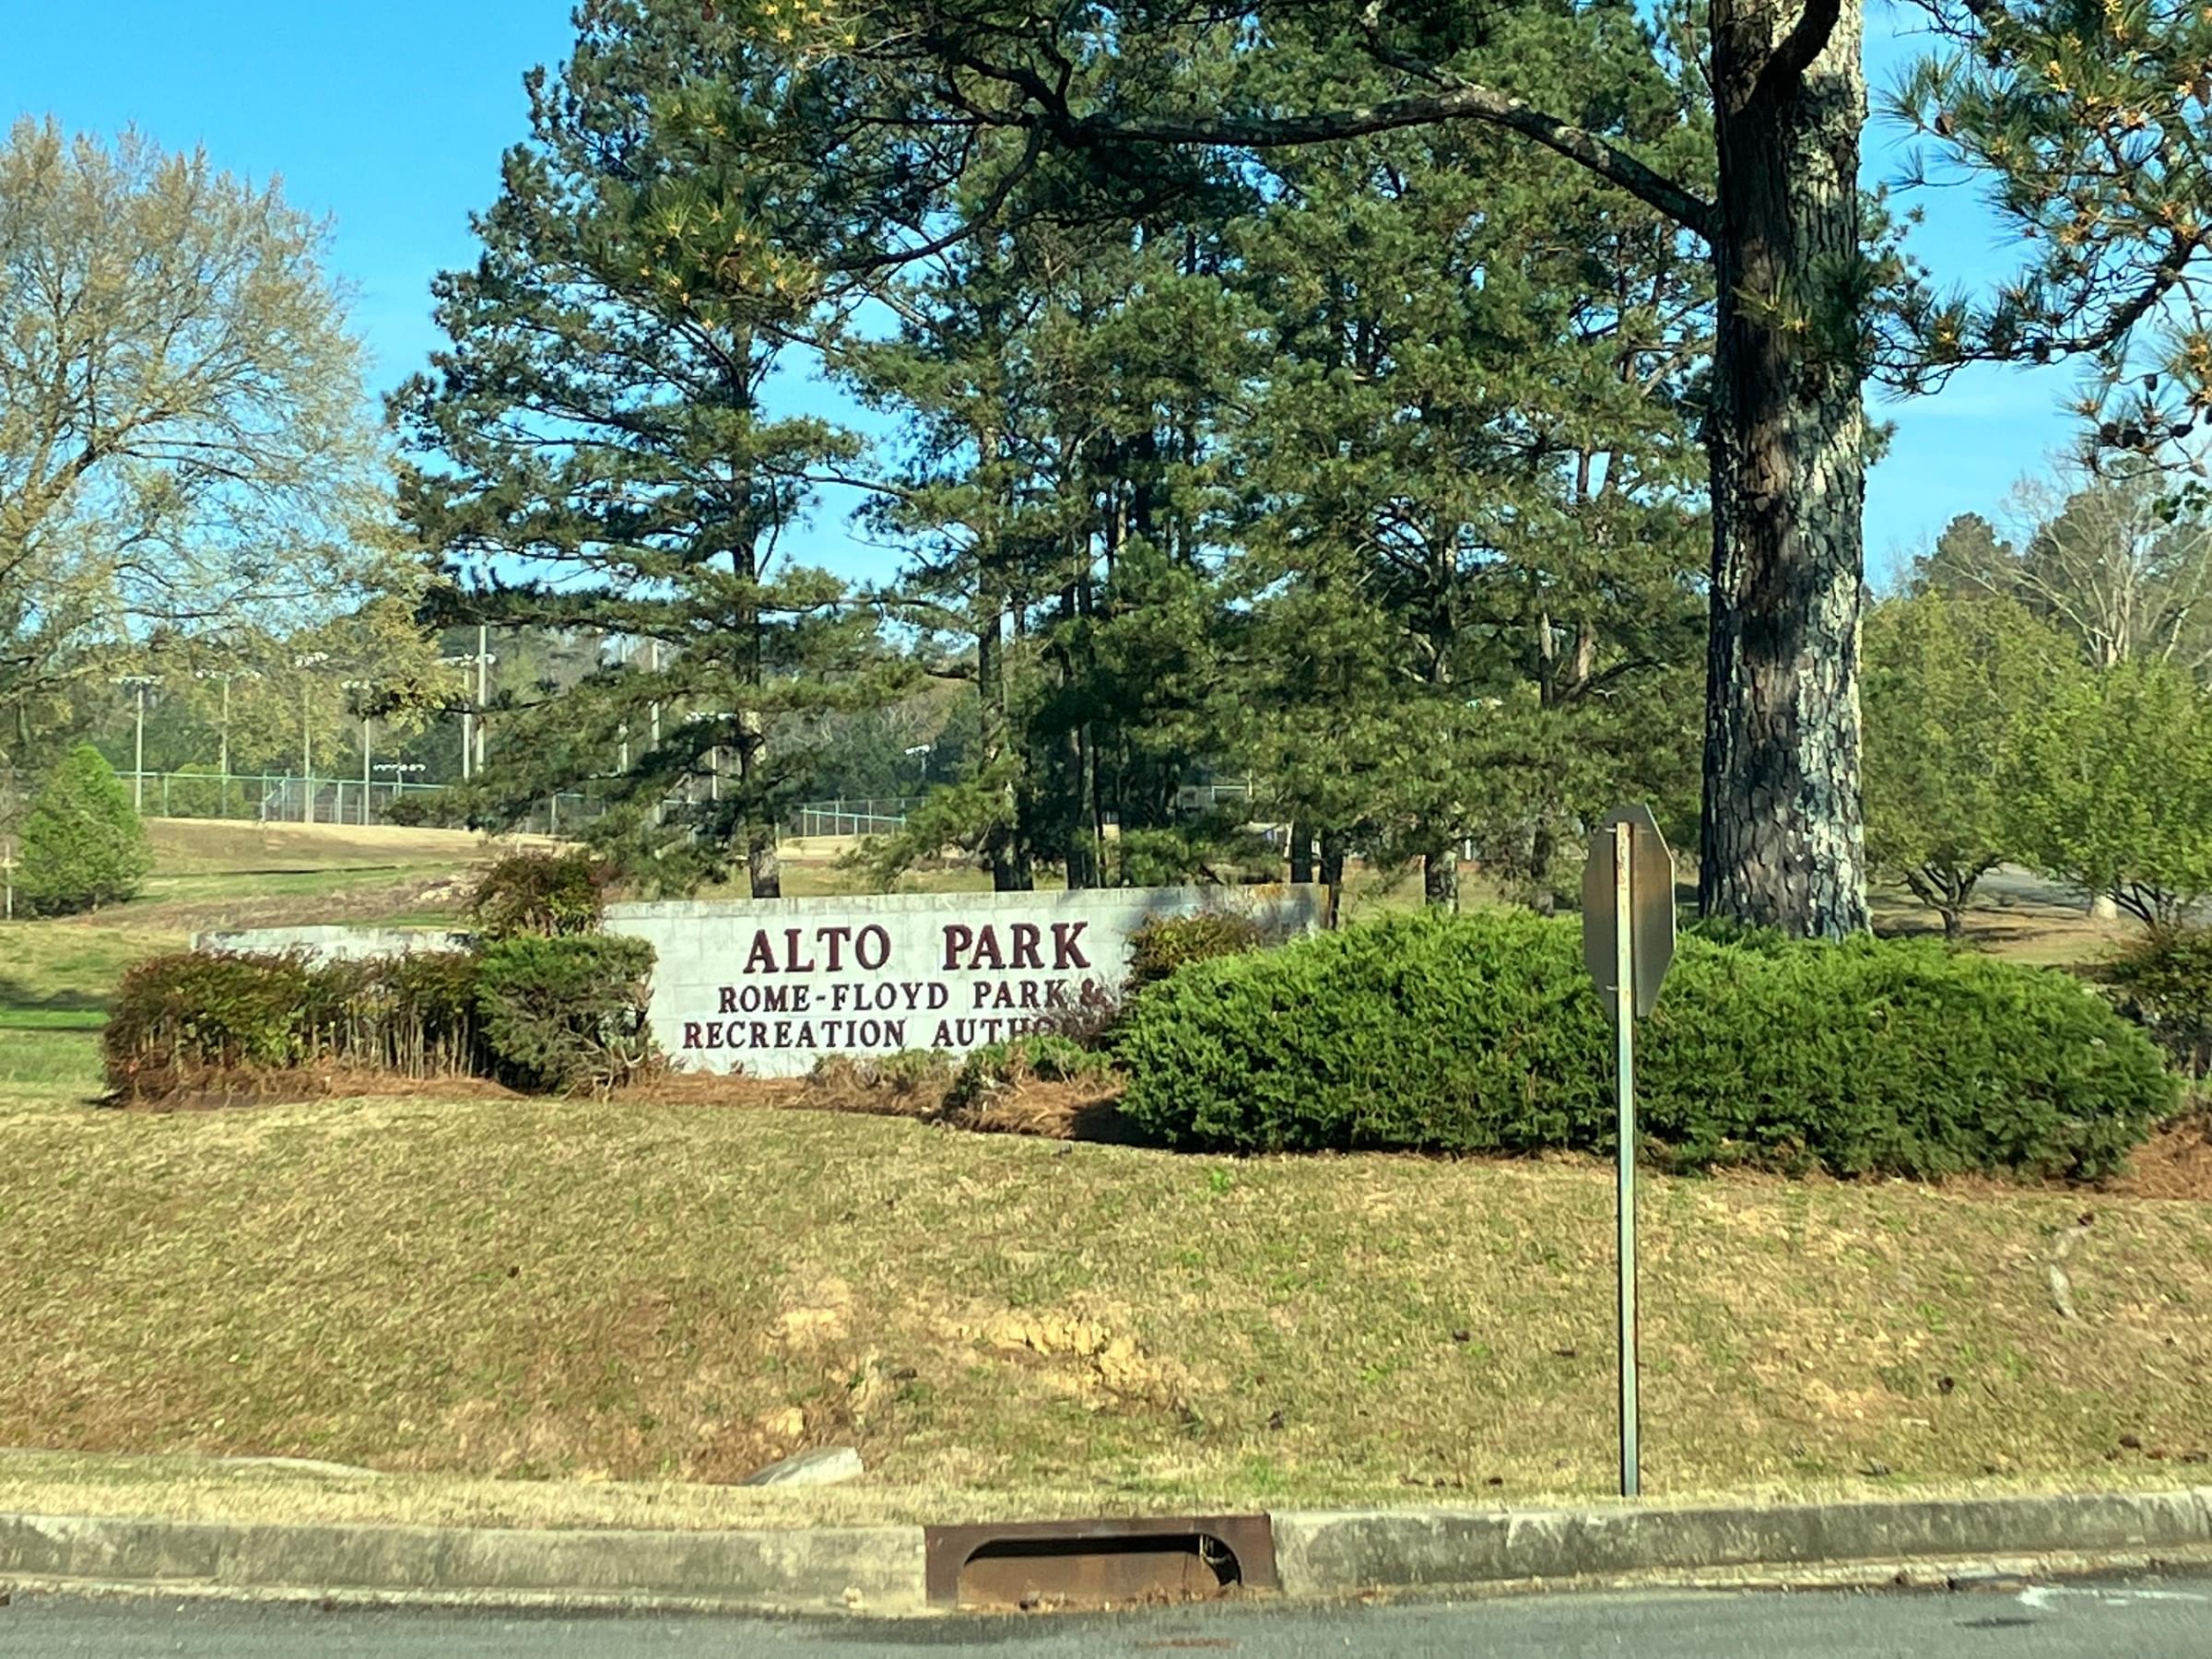 ALTO PARK
ROME-FLOYD PARK &
RECREATION